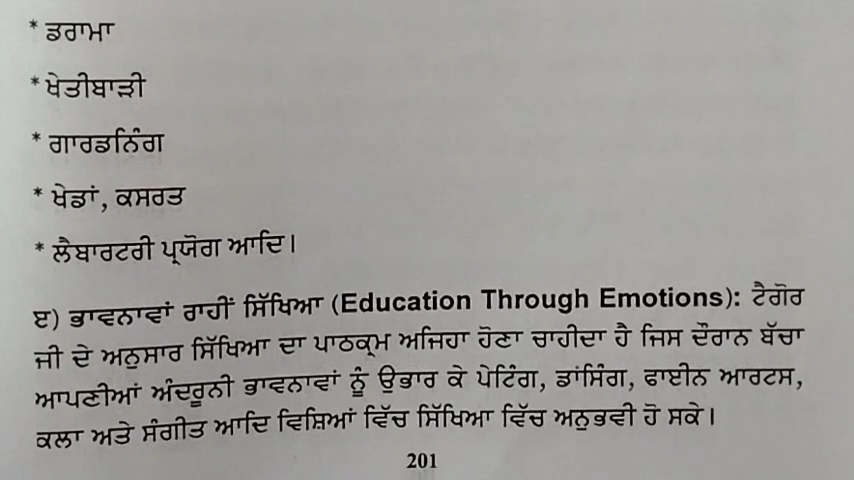 * ਡਰਾਮਾ
* ਖੇਤੀਬਾੜੀ
* ਗਾਰਡਨਿੰਗ
* ਖੇਡਾਂ, ਕਸਰਤ
* ਲੈਬਾਰਟਰੀ ਪ੍ਰਯੋਗ ਆਦਿ।
ੲ) ਭਾਵਨਾਵਾਂ ਰਾਹੀਂ ਸਿੱਖਿਆ (Education Through Emotions): ਟੈਗੋਰ
ਜੀ ਦੇ ਅਨੁਸਾਰ ਸਿੱਖਿਆ ਦਾ ਪਾਠਕ੍ਰਮ ਅਜਿਹਾ ਹੋਣਾ ਚਾਹੀਦਾ ਹੈ ਜਿਸ ਦੌਰਾਨ ਬੱਚਾ
ਆਪਣੀਆਂ ਅੰਦਰੂਨੀ ਭਾਵਨਾਵਾਂ ਨੂੰ ਉਭਾਰ ਕੇ ਪੇਟਿੰਗ, ਡਾਂਸਿੰਗ, ਫਾਈਨ ਆਰਟਸ,
ਕਲਾ ਅਤੇ ਸੰਗੀਤ ਆਦਿ ਵਿਸ਼ਿਆਂ ਵਿੱਚ ਸਿੱਖਿਆ ਵਿੱਚ ਅਨੁਭਵੀ ਹੋ ਸਕੇ।
201